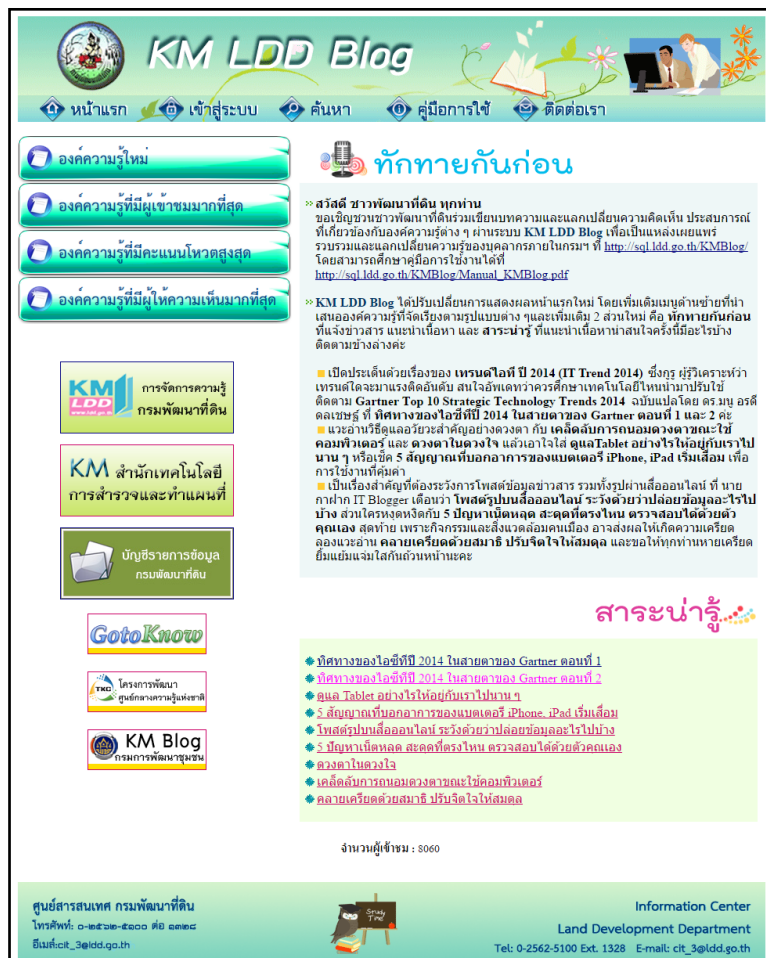 KM LDD Blog
หน้าแรก เข้าสู่ระบบ ค้นหา คู่มือการใช้ ติดต่อเรา
องค์ความรู้ใหม่
องค์ความรู้ที่มีผู้เข้าชมมากที่สุด
องค์ความรู้ที่มีคะแนนโหวตสูงสุด
องค์ความรู้ที่มีผู้ให้ความเห็นมากที่สุด
KM LDD
การจัดการความรู้
กรมพัฒนาที่ดิน
KM สำนักเทคโนโลยี
การสำรวจและทำแผนที่
บัญชีรายการข้อมูล
กรมพัฒนาที่ดิน
GotoKnow
TKC โครงการพัฒนา
ศูนย์กลางความรู้แห่งชาติ
KM Blog
กรมการพัฒนาชุมชน
ทักทายกันก่อน
สวัสดี ชาวพัฒนาที่ดิน ทุกท่าน
ขอเชิญชวนชาวพัฒนาที่ดินร่วมเขียนบทความและแลกเปลี่ยนความคิดเห็น ประสบการณ์
ที่เกี่ยวข้องกับองค์ความรู้ต่าง ๆ ผ่านระบบ KM LDD Blog เพื่อเป็นแหล่งเผยแพร่
รวบรวมและแลกเปลี่ยนความรู้ของบุคลากรภายในกรมฯ ที่ http://sql.ldd.go.th/KMBlog/
โดยสามารถศึกษาคู่มือการใช้งานได้ที่
http://sql.ldd.go.th/KMBlog/Manual_KMBlog.pdf
KM LDD Blog ได้ปรับเปลี่ยนการแสดงผลหน้าแรกใหม่ โดยเพิ่มเติมเมนูด้านซ้ายที่นำ
เสนอองค์ความรู้ที่จัดเรียงตามรูปแบบต่าง ๆและเพิ่มเติม 2 ส่วนใหม่ คือ ทักทายกันก่อน
ที่แจ้งข่าวสาร แนะนำเนื้อหา และ สาระน่ารู้ ที่แนะนำเนื้อหาน่าสนใจครั้งนี้มีอะไรบ้าง
ติดตามข้างล่างค่ะ
เปิดประเด็นด้วยเรื่องของ เทรนด์ไอที ปี 2014 (IT Trend 2014) ซึ่งกูรู ผู้รู้วิเคราะห์ว่า
เทรนด์ใดจะมาแรงติดอันดับ สนใจอัพเดทว่าควรศึกษาเทคโนโลยีไหนนำมาปรับใช้
ติดตาม Gartner Top 10 Strategic Technology Trends 2014 ฉบับแปลโดย ดร.มนู อรดี
ดลเชษฐ์ ที่ ทิศทางของไอซีทีปี 2014 ในสายตาของ Gartner ตอนที่ 1 และ 2 ค่ะ
แวะอ่านวิธีดูแลอวัยวะสำคัญอย่างดวงตา กับ เคล็ดลับการถนอมดวงตาขณะใช้
คอมพิวเตอร์ และ ดวงตาในดวงใจ แล้วเอาใจใส่ ดูแลTablet อย่างไรให้อยู่กับเราไป
นาน ๆ หรือเช็ค 5 สัญญาณที่บอกอาการของแบตเตอรี่ iPhone, iPad เริ่มเสื่อม เพื่อ
การใช้งานที่คุ้มค่า
เป็นเรื่องสำคัญที่ต้องระวังการโพสต์ข้อมูลข่าวสาร รวมทั้งรูปผ่านสื่อออนไลน์ ที่ นาย
กาฝาก IT Blogger เตือนว่า โพสต์รูปบนสื่อออนไลน์ ระวังด้วยว่าปล่อยข้อมูลอะไรไป
บ้าง ส่วนใครหงุดหงิดกับ 5 ปัญหาเน็ตหลุด สะดุดที่ตรงไหน ตรวจสอบได้ด้วยตัว
คุณเอง สุดท้าย เพราะกิจกรรมและสิ่งแวดล้อมคนเมือง อาจส่งผลให้เกิดความเครียด
ลองแวะอ่าน คลายเครียดด้วยสมาธิ ปรับจิตใจให้สมดุล และขอให้ทุกท่านหายเครียด
ยิ้มแย้มแจ่มใสกันถ้วนหน้านะคะ
สาระน่ารู้
ทิศทางของไอซีทีปี 2014 ในสายตาของ Gartner ตอนที่ 1
ทิศทางของไอซีทีปี 2014 ในสายตาของ Gartner ตอนที่ 2
ดูแล Tablet อย่างไรให้อยู่กับเราไปนาน ๆ
5 สัญญาณที่บอกอาการของแบตเตอรี่ iPhone, iPad เริ่มเสื่อม
โพสต์รูปบนสื่อออนไลน์ ระวังด้วยว่าปล่อยข้อมูลอะไรไปบ้าง
5 ปัญหาเน็ตหลุด สะดุดที่ตรงไหน ตรวจสอบได้ด้วยตัวคุณเอง
ดวงตาในดวงใจ
เคล็ดลับการถนอมดวงตาขณะใช้คอมพิวเตอร์
คลายเครียดด้วยสมาธิ ปรับจิตใจให้สมดุล
จำนวนผู้เข้าชม : 8060
ศูนย์สารสนเทศ กรมพัฒนาที่ดิน
โทรศัพท์: ๐-๒๕๖๒-๕๑๐๐ ต่อ ๑๓๒๘
อีเมล์:cit_3@ldd.go.th
Study Time
Information Center
Land Development Department
Tel: 0-2562-5100 Ext. 1328 E-mail: cit_3@ldd.go.th